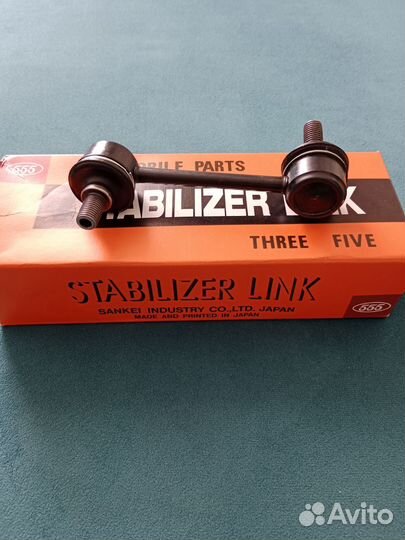 555
PARTS
STABILIZER LINK
THREE FIVE
STABILIZER LINK
SANKEI INDUSTRY CO.,LTD. JAPAN
MADE AND PRINTED IN JAPAN
555
Avito